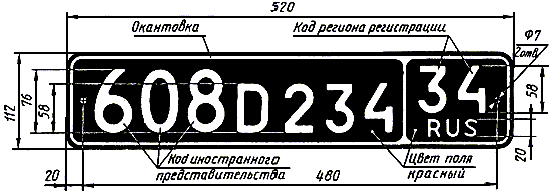 520
Окантовка
Код региона регистрации
Ф7
2отв.
112
76
58
608D234
34
RUS
58
20
Код иностранного
представительства
Цвет поля
красный
20
480